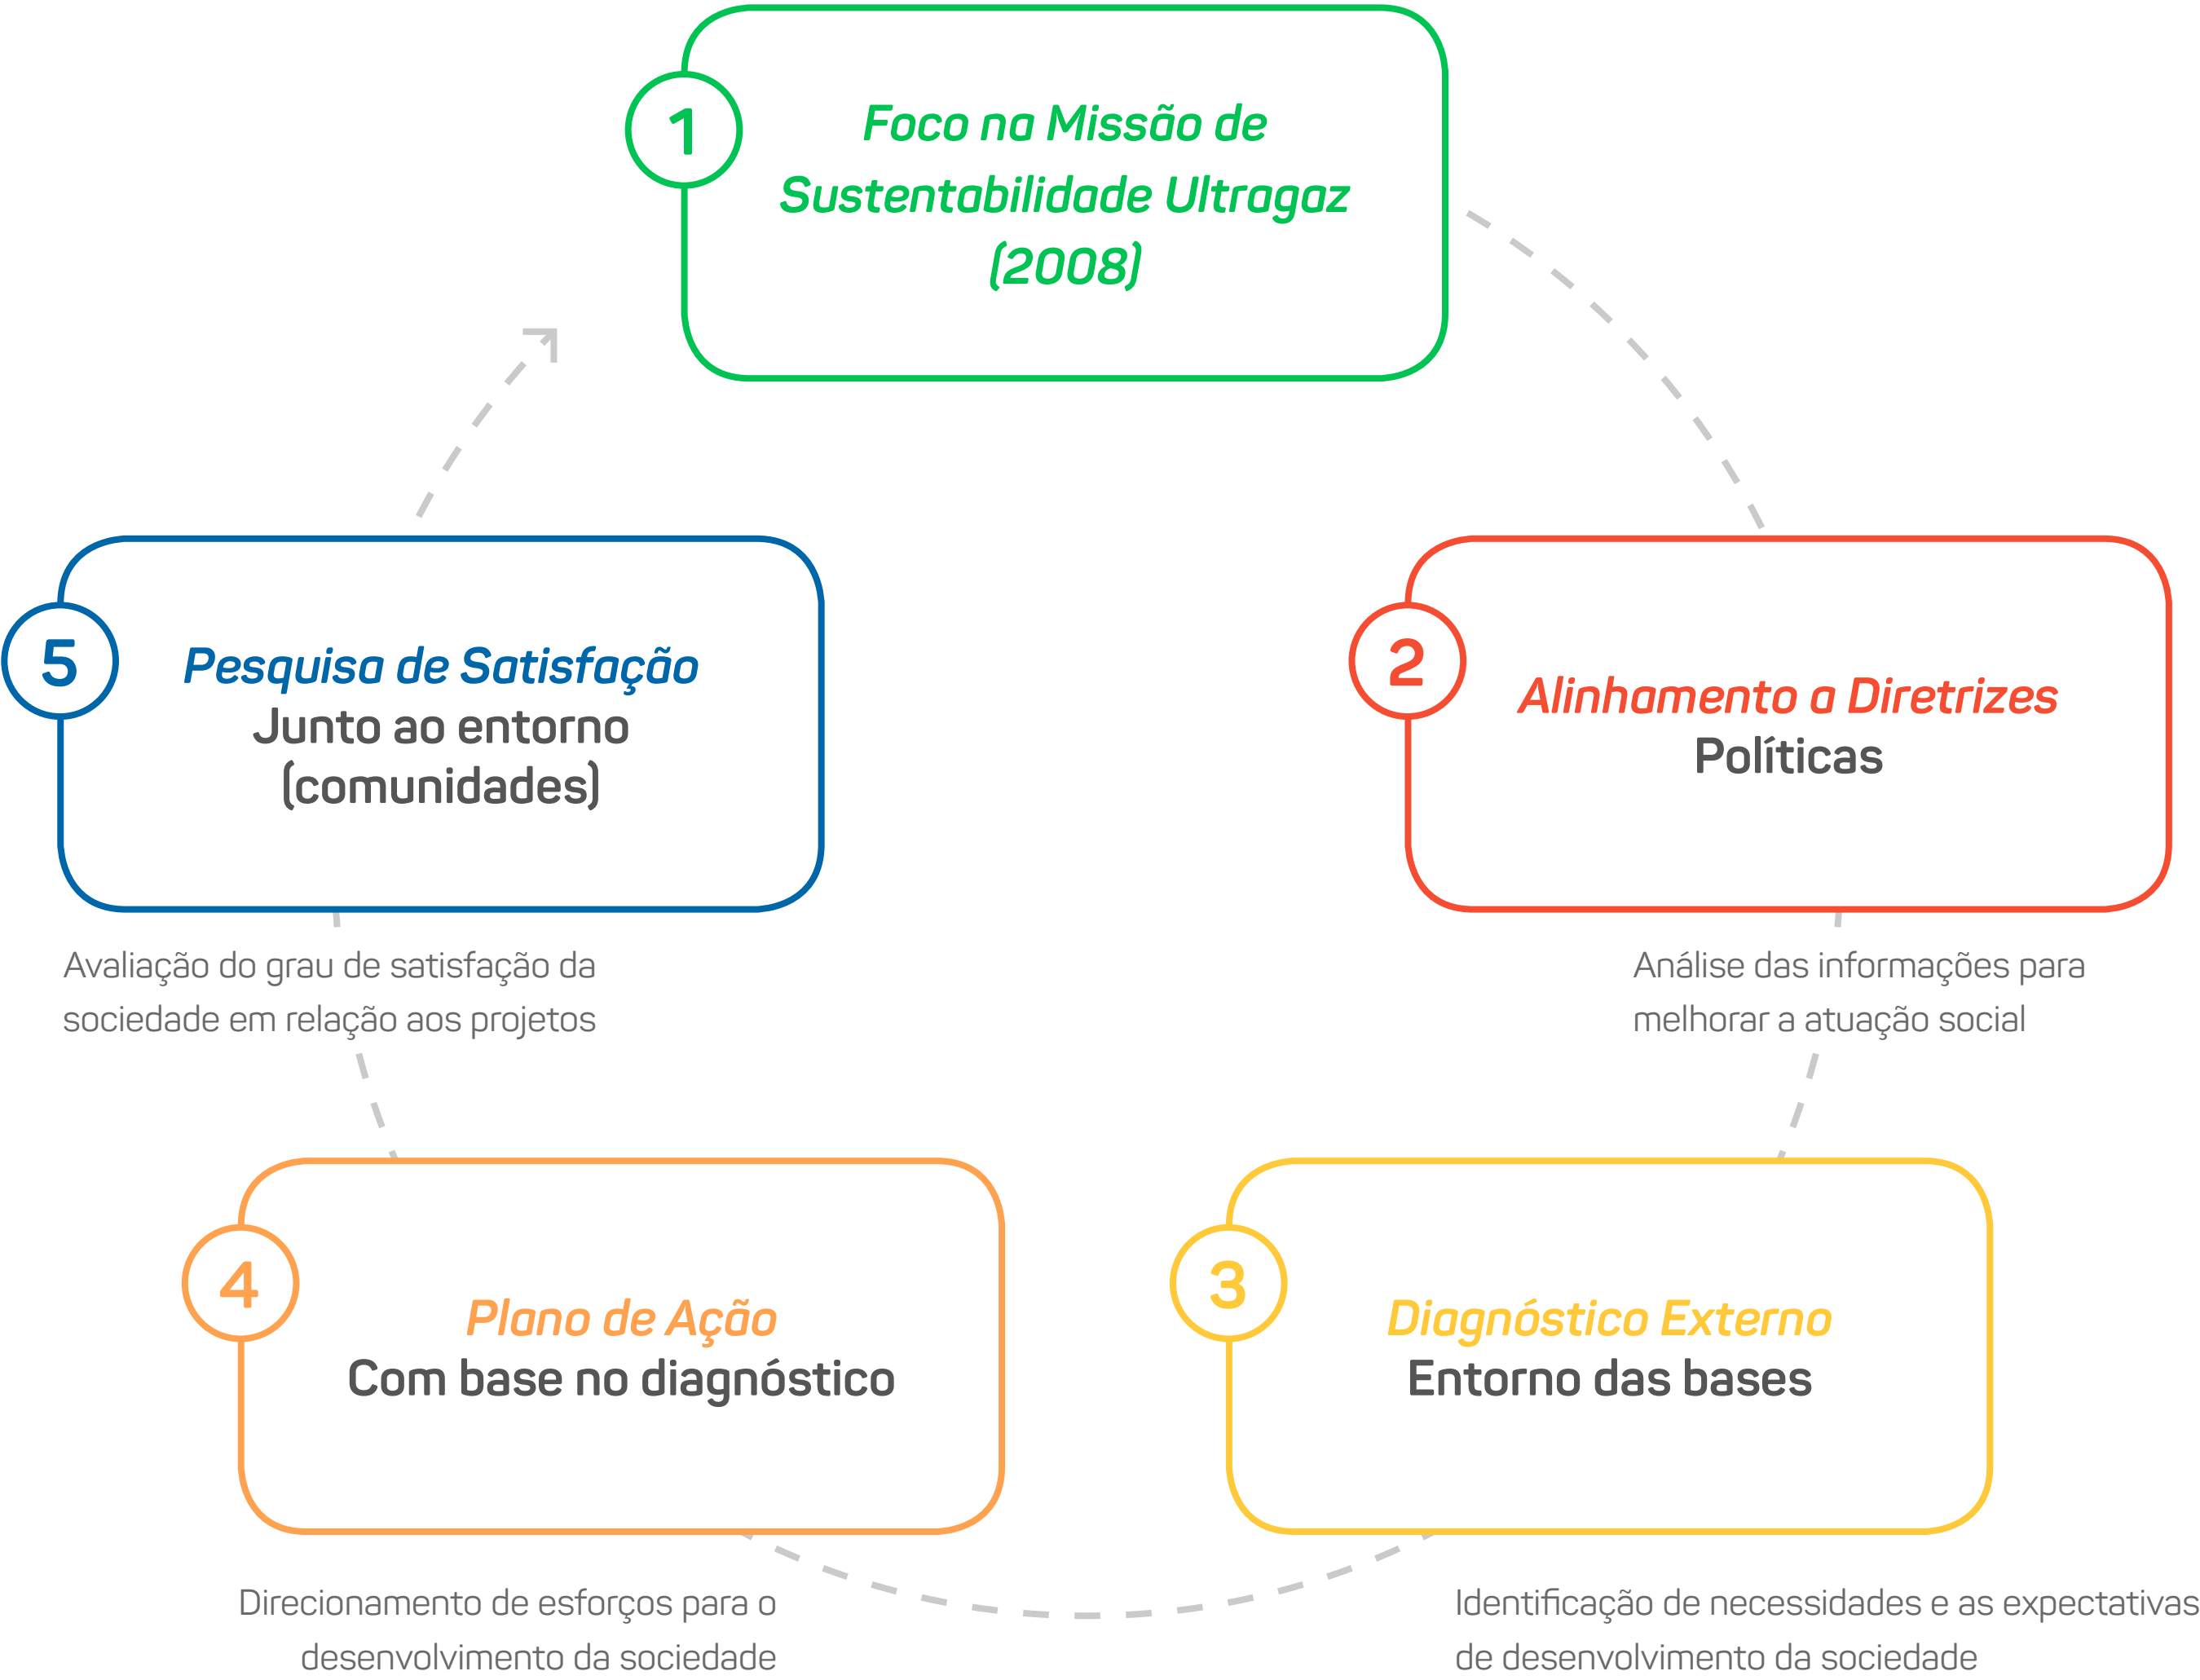 1
Foco na Missão de
Sustentabilidade Ultragaz
(2008)
2
Alinhamento a Diretrizes
Políticas
Análise das informações para
melhorar a atuação social
3
Diagnóstico Externo
Entorno das bases
Identificação de necessidades e as expectativas
de desenvolvimento da sociedade
4
Plano de Ação
Com base no diagnóstico
Direcionamento de esforços para o
desenvolvimento da sociedade
5
Pesquisa de Satisfação
Junto ao entorno
(comunidades)
Avaliação do grau de satisfação da
sociedade em relação aos projetos